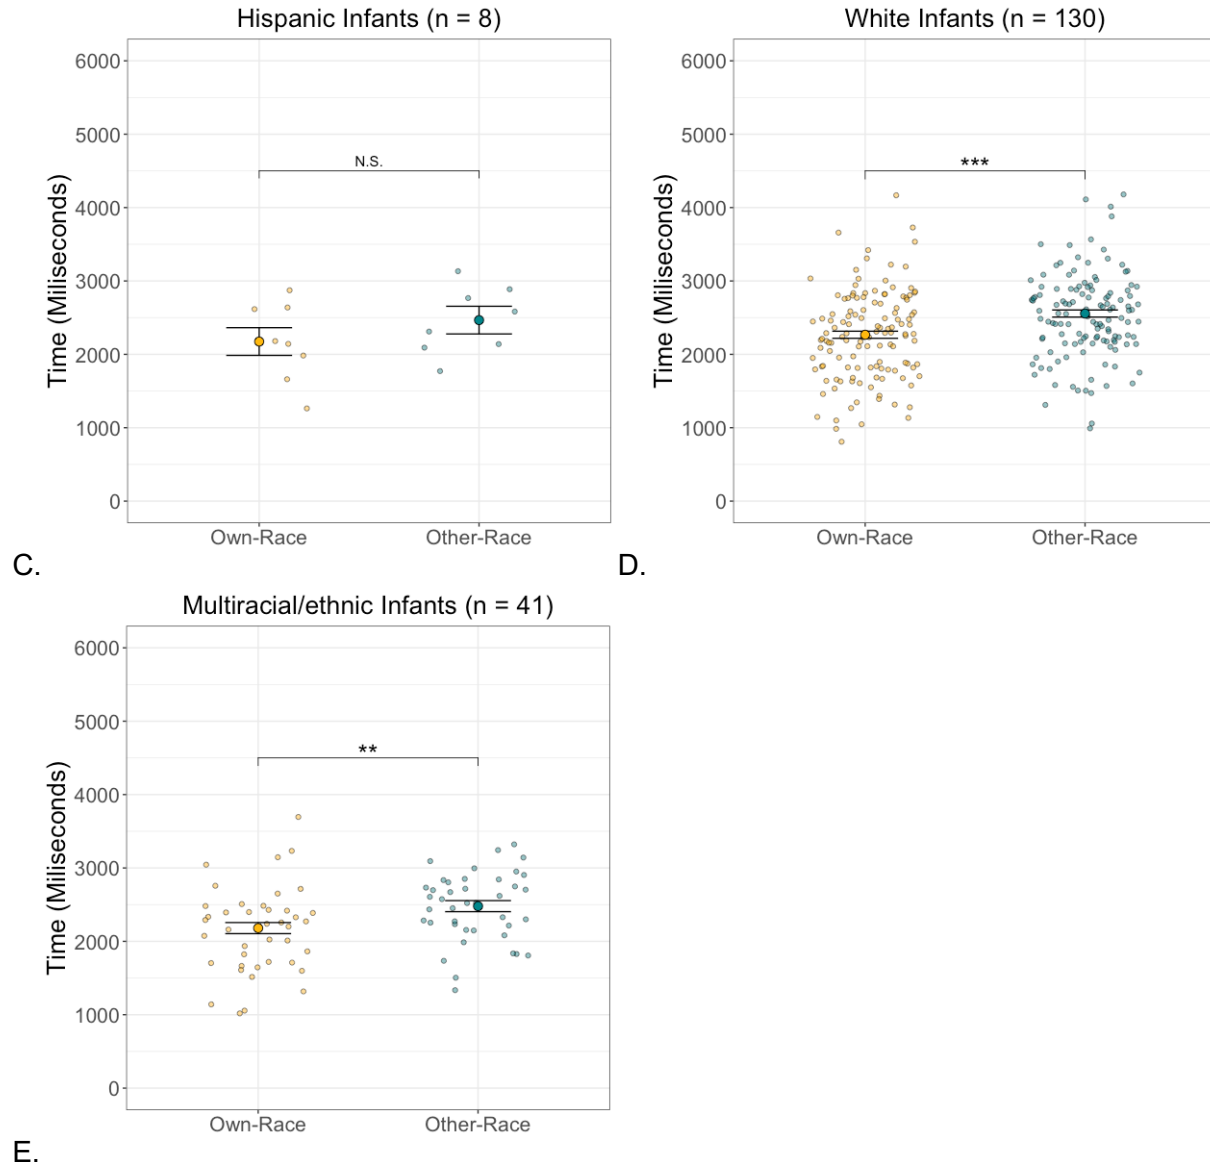 Hispanic Infants (n = 8)
Time (Miliseconds)
6000
5000
4000
3000
2000
1000
0
N.S.
Own-Race
Other-Race
C.
White Infants (n = 130)
Time (Miliseconds)
6000
5000
4000
3000
2000
1000
0
***
Own-Race
Other-Race
D.
Multiracial/ethnic Infants (n = 41)
Time (Miliseconds)
6000
5000
4000
3000
2000
1000
0
**
Own-Race
Other-Race
E.